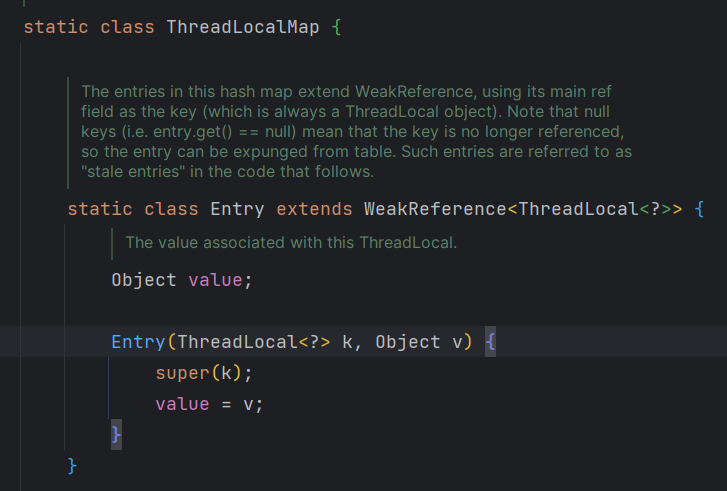 static class ThreadLocalMap {
The entries in this hash map extend WeakReference, using its main ref
field as the key (which is always a ThreadLocal object). Note that null
keys (i.e. entry.get() == null) mean that the key is no longer referenced,
so the entry can be expunged from table. Such entries are referred to as
"stale entries" in the code that follows.
static class Entry extends WeakReference<ThreadLocal<?>> {
The value associated with this ThreadLocal.
Object value;
Entry(ThreadLocal<?> k, Object v) {
super(k);
value = v;
}
}